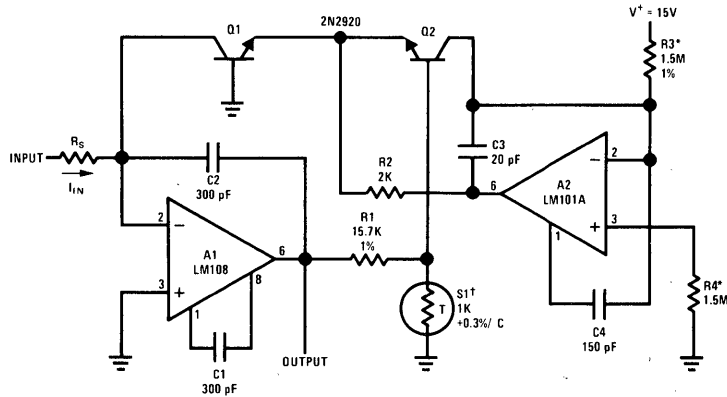 2N2920
V+ = 15V
Q1
Q2
R3*
1.5M
1%
INPUT
RS
IIN
C2
300 pF
C3
20 pF
R2
2K
6
A2
LM101A
2
−
+
3
1
R4*
1.5M
C4
150 pF
2
−
A1
LM108
3
+
6
8
1
R1
15.7K
1%
T
S1†
1K
+0.3%/ C
C1
300 pF
OUTPUT